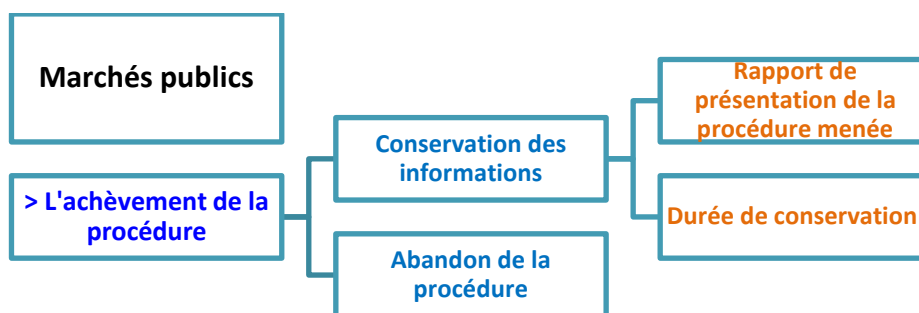 Marchés publics
> L'achèvement de la
procédure
Conservation des
informations
Abandon de la
procédure
Rapport de
présentation de la
procédure menée
Durée de conservation